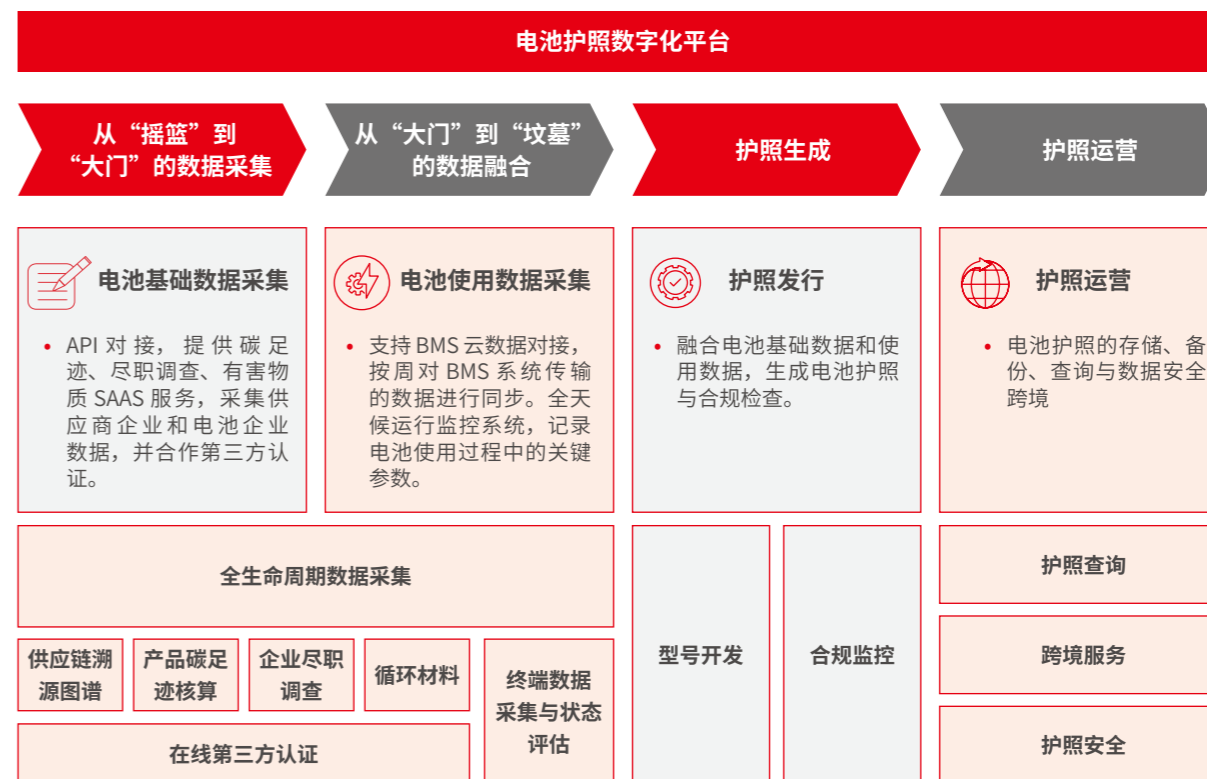 电池护照数字化平台
从“摇篮”到
“大门”的数据采集
从“大门”到“坟墓”
的数据融合
护照生成
护照运营
电池基础数据采集
• API 对接，提供碳足
迹、尽职调查、有害物
质 SAAS 服务，采集供
应商企业和电池企业
数据，并合作第三方认
证。
电池使用数据采集
• 支持 BMS 云数据对接，
按周对 BMS 系统传输
的数据进行同步。全天
候运行监控系统，记录
电池使用过程中的关键
参数。
护照发行
• 融合电池基础数据和使
用数据，生成电池护照
与合规检查。
护照运营
• 电池护照的存储、备
份、查询与数据安全
跨境
全生命周期数据采集
供应链溯
源图谱
产品碳足
迹核算
企业尽职
调查
循环材料
终端数据
采集与状态
评估
在线第三方认证
型号开发
合规监控
护照查询
跨境服务
护照安全